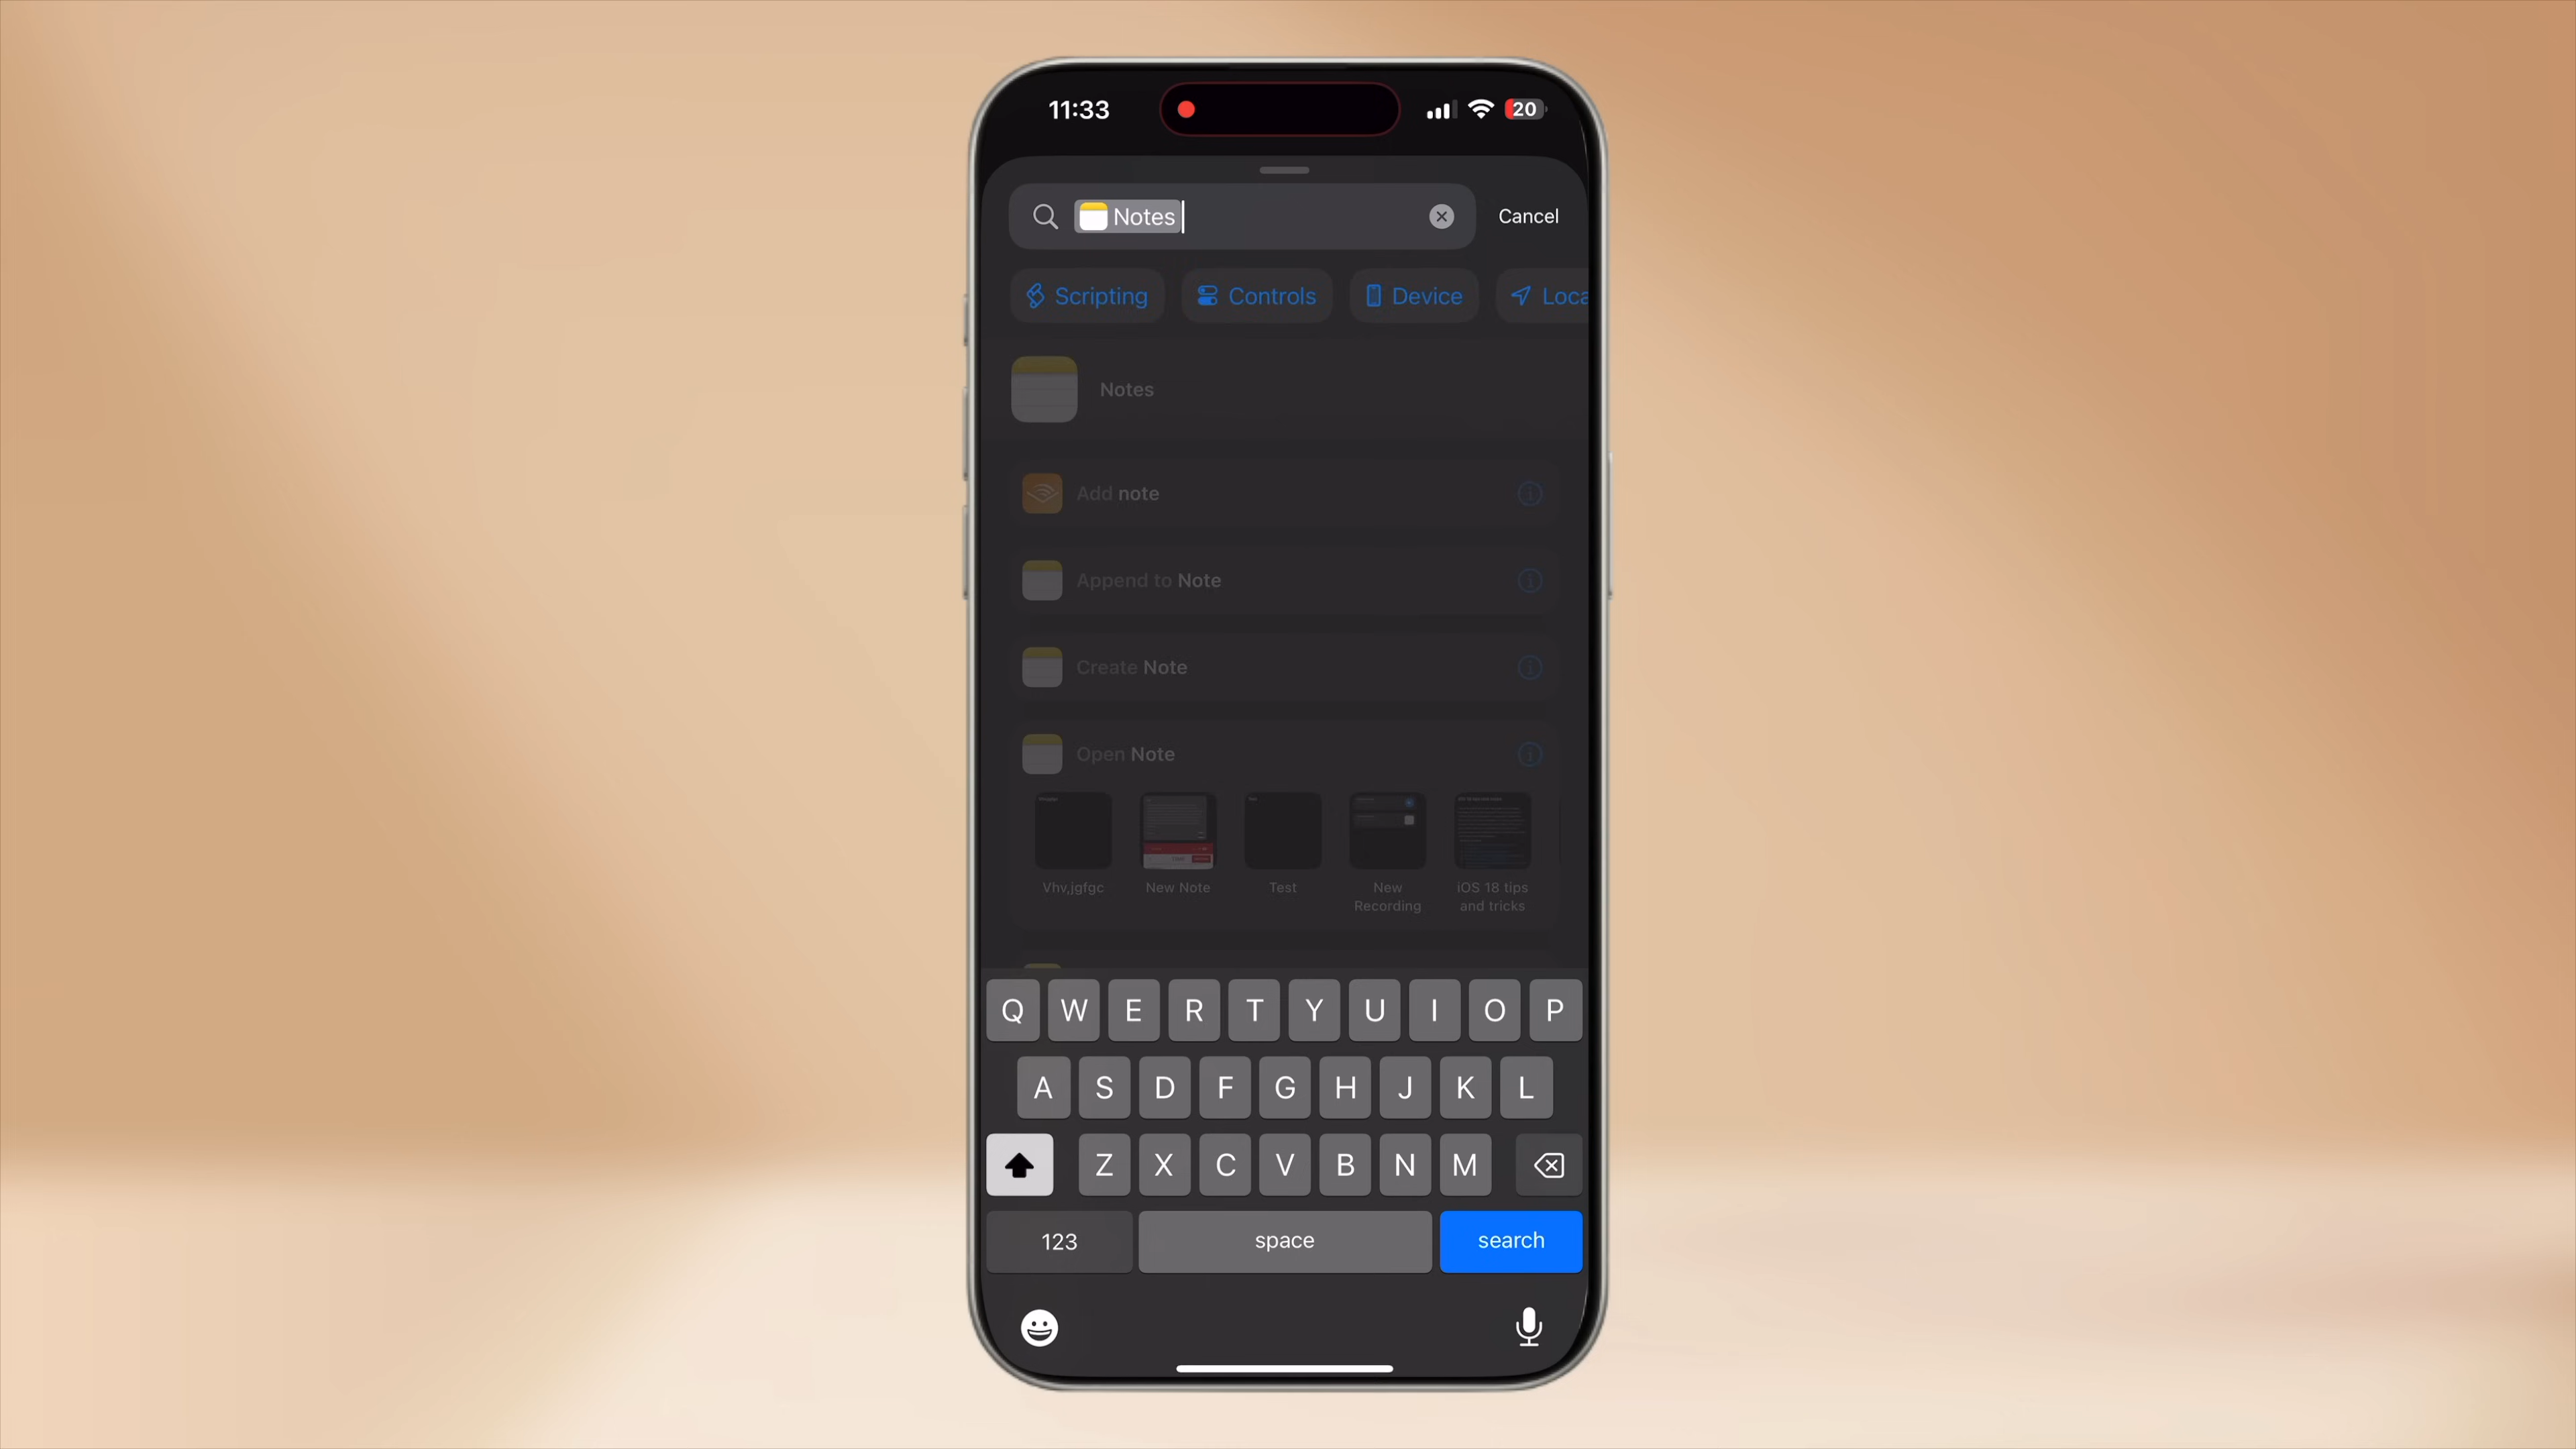 11:33
20
Notes
Cancel
Scripting
Controls
Device
Loca
Notes
Add note
Append to Note
Create Note
Open Note
Vhv,jgfgc
New Note
Test
New
Recording
iOS 18 tips
and tricks
Q W E R T Y U I O P
A S D F G H J K L
Z X C V B N M
123
space
search